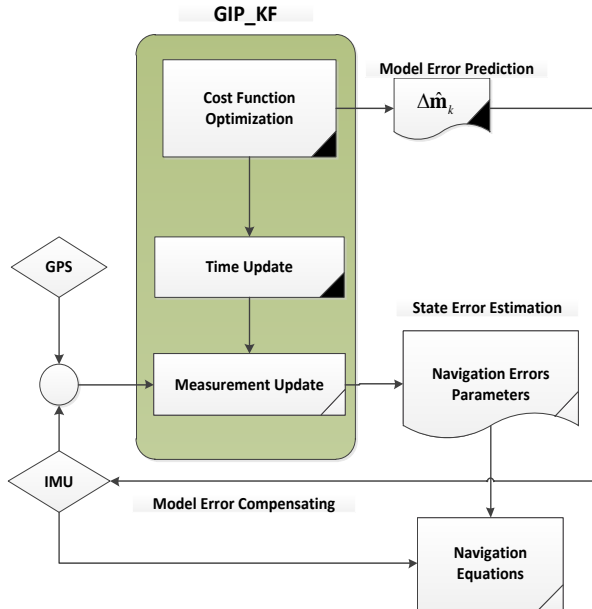 GIP_KF
Cost Function
Optimization
Model Error Prediction
Δm̂ₖ
GPS
Time Update
State Error Estimation
Measurement Update
Navigation Errors
Parameters
IMU
Model Error Compensating
Navigation
Equations